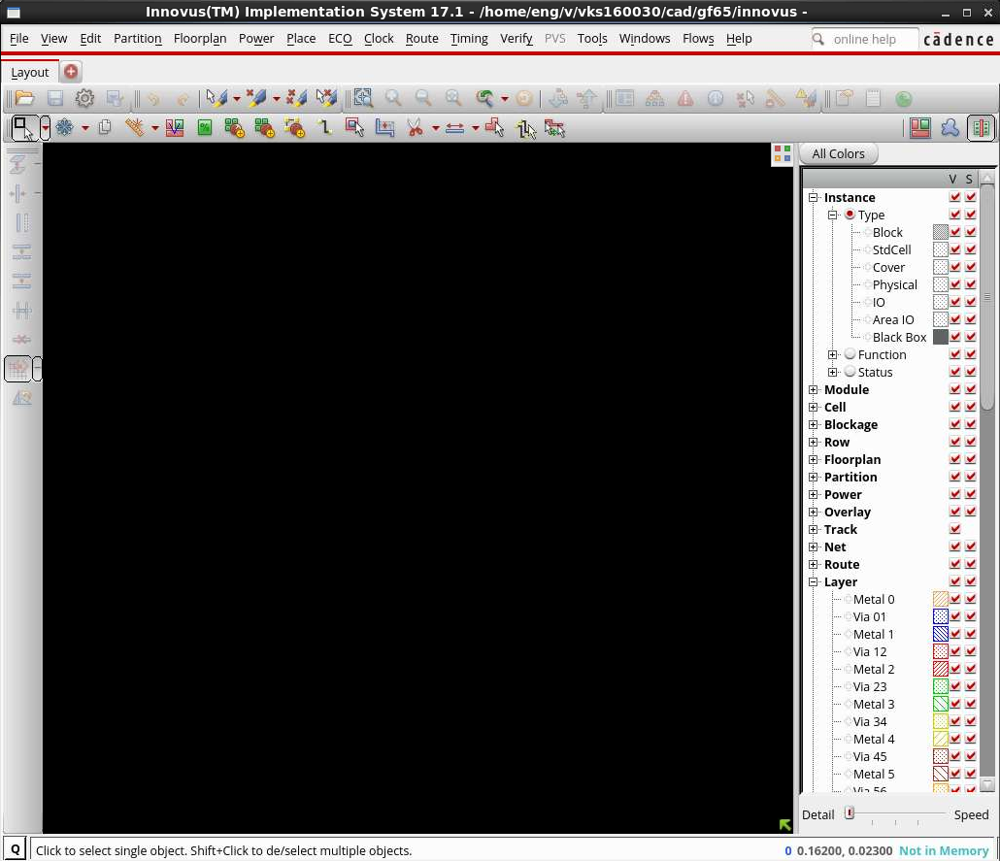 Innovus(TM) Implementation System 17.1 - /home/eng/v/vks160030/cad/gf65/innovus -
File View Edit Partition Floorplan Power Place ECO Clock Route Timing Verify PVS Tools Windows Flows Help online help cādence
Layout
All Colors
V S
Instance
Type
Block
StdCell
Cover
Physical
IO
Area IO
Black Box
Function
Status
Module
Cell
Blockage
Row
Floorplan
Partition
Power
Overlay
Track
Net
Route
Layer
Metal 0
Via 01
Metal 1
Via 12
Metal 2
Via 23
Metal 3
Via 34
Metal 4
Via 45
Metal 5
Via 56
Detail Speed
Q Click to select single object. Shift+Click to de/select multiple objects. 0 0.16200, 0.02300 Not in Memory